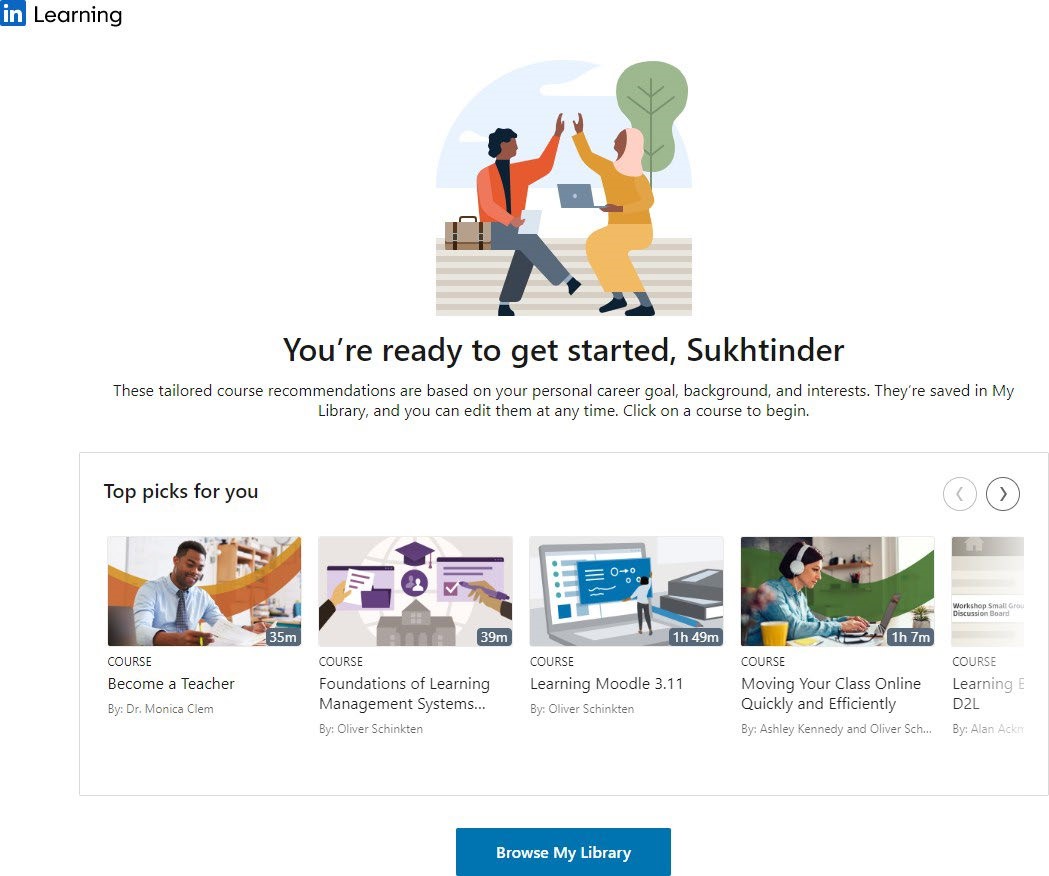 in Learning
You’re ready to get started, Sukhtinder
These tailored course recommendations are based on your personal career goal, background, and interests. They’re saved in My
Library, and you can edit them at any time. Click on a course to begin.
Top picks for you
35m
39m
1h 49m
1h 7m
Workshop Small Grou
Discussion Board
COURSE
Become a Teacher
By: Dr. Monica Clem
COURSE
Foundations of Learning
Management Systems...
By: Oliver Schinkten
COURSE
Learning Moodle 3.11
By: Oliver Schinkten
COURSE
Moving Your Class Online
Quickly and Efficiently
By: Ashley Kennedy and Oliver Sch...
COURSE
Learning
D2L
By: Alan
Browse My Library